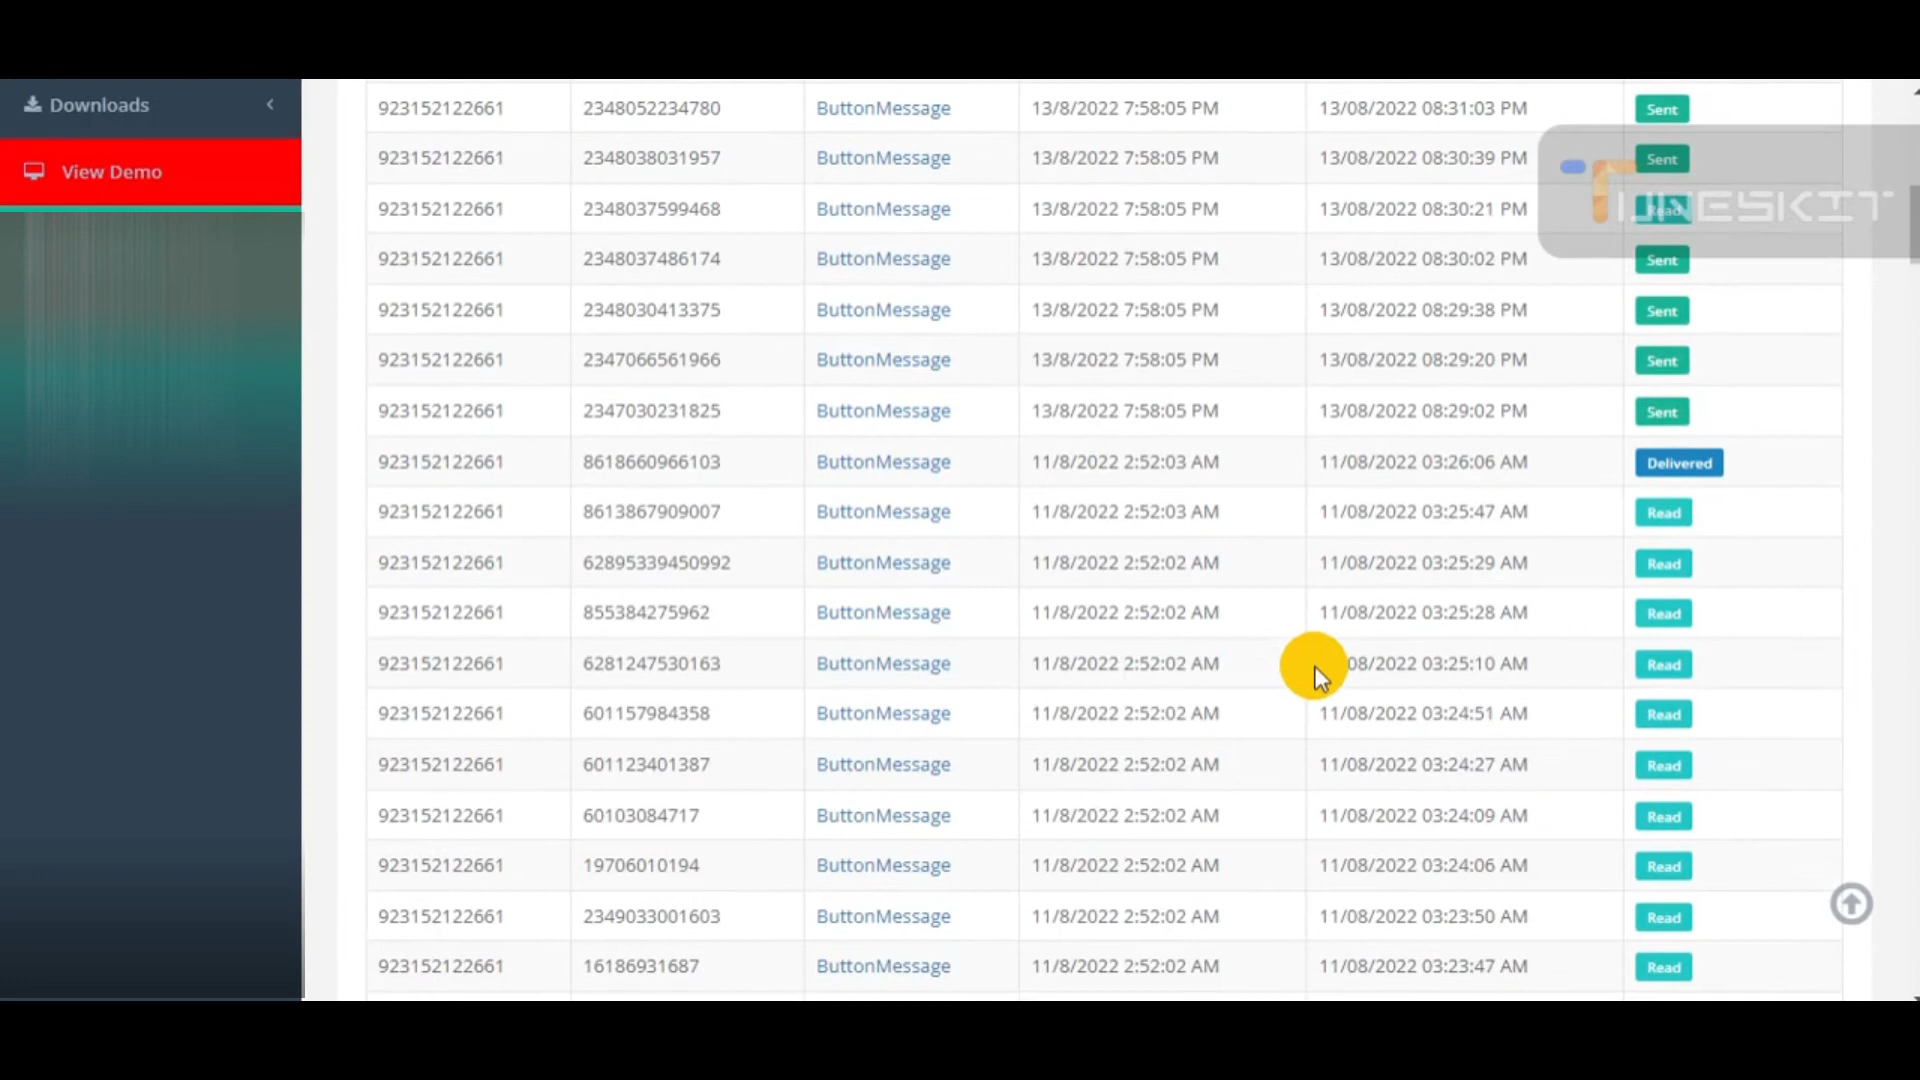 Downloads
View Demo
923152122661 2348052234780 ButtonMessage 13/8/2022 7:58:05 PM 13/08/2022 08:31:03 PM Sent
923152122661 2348038031957 ButtonMessage 13/8/2022 7:58:05 PM 13/08/2022 08:30:39 PM Sent
923152122661 2348037599468 ButtonMessage 13/8/2022 7:58:05 PM 13/08/2022 08:30:21 PM Read
TUNESKIT
923152122661 2348037486174 ButtonMessage 13/8/2022 7:58:05 PM 13/08/2022 08:30:02 PM Sent
923152122661 2348030413375 ButtonMessage 13/8/2022 7:58:05 PM 13/08/2022 08:29:38 PM Sent
923152122661 2347066561966 ButtonMessage 13/8/2022 7:58:05 PM 13/08/2022 08:29:20 PM Sent
923152122661 2347030231825 ButtonMessage 13/8/2022 7:58:05 PM 13/08/2022 08:29:02 PM Sent
923152122661 8618660966103 ButtonMessage 11/8/2022 2:52:03 AM 11/08/2022 03:26:06 AM Delivered
923152122661 8613867909007 ButtonMessage 11/8/2022 2:52:03 AM 11/08/2022 03:25:47 AM Read
923152122661 62895339450992 ButtonMessage 11/8/2022 2:52:02 AM 11/08/2022 03:25:29 AM Read
923152122661 855384275962 ButtonMessage 11/8/2022 2:52:02 AM 11/08/2022 03:25:28 AM Read
923152122661 6281247530163 ButtonMessage 11/8/2022 2:52:02 AM 08/2022 03:25:10 AM Read
923152122661 601157984358 ButtonMessage 11/8/2022 2:52:02 AM 11/08/2022 03:24:51 AM Read
923152122661 601123401387 ButtonMessage 11/8/2022 2:52:02 AM 11/08/2022 03:24:27 AM Read
923152122661 60103084717 ButtonMessage 11/8/2022 2:52:02 AM 11/08/2022 03:24:09 AM Read
923152122661 19706010194 ButtonMessage 11/8/2022 2:52:02 AM 11/08/2022 03:24:06 AM Read
923152122661 2349033001603 ButtonMessage 11/8/2022 2:52:02 AM 11/08/2022 03:23:50 AM Read
923152122661 16186931687 ButtonMessage 11/8/2022 2:52:02 AM 11/08/2022 03:23:47 AM Read